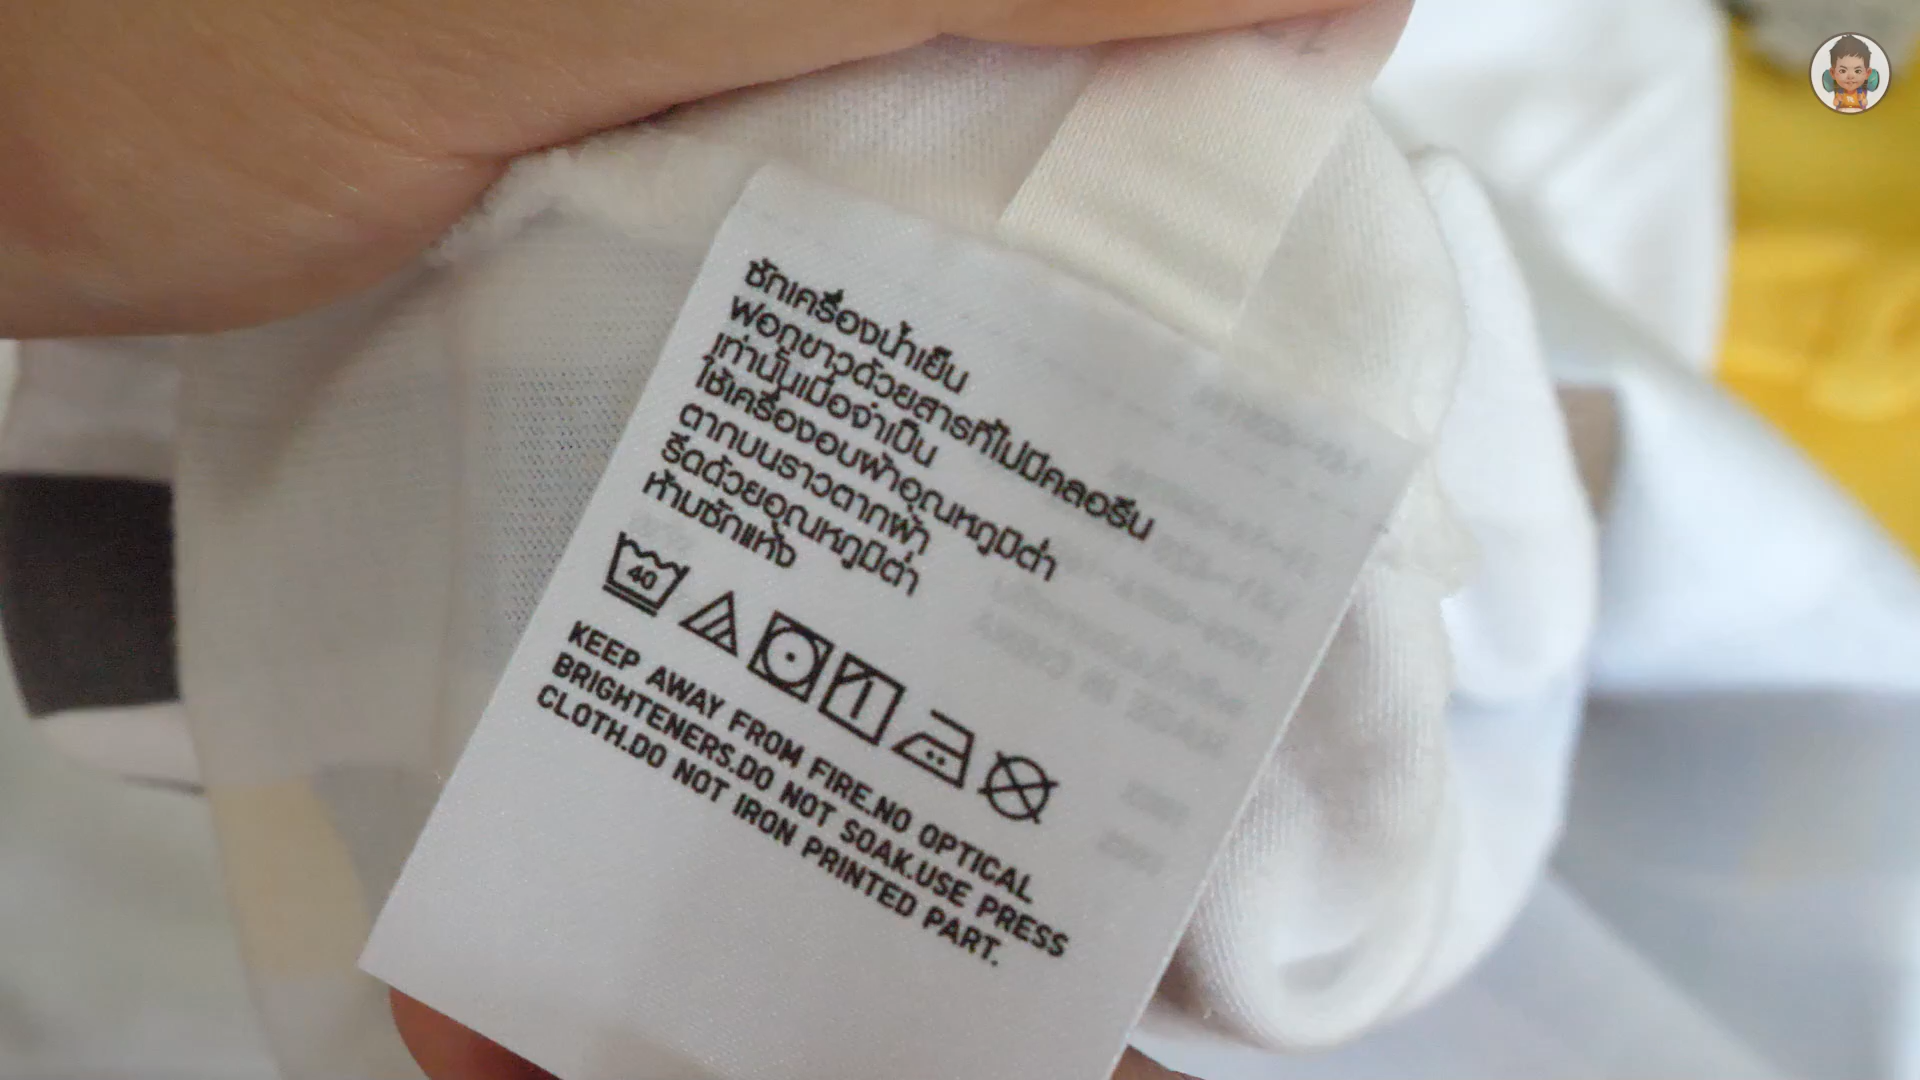 ซักเครื่องน้ำเย็น
ฟอกขาวด้วยสารที่ไม่มีคลอรีน
เท่านั้นเมื่อจำเป็น
ใช้เครื่องอบผ้าอุณหภูมิต่ำ
ตากบนราวตากผ้า
รีดด้วยอุณหภูมิต่ำ
ห้ามซักแห้ง
40
KEEP AWAY FROM FIRE.NO OPTICAL
BRIGHTENERS.DO NOT SOAK.USE PRESS
CLOTH.DO NOT IRON PRINTED PART.